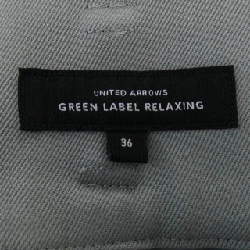 UNITED ARROWS
GREEN LABEL RELAXING
36